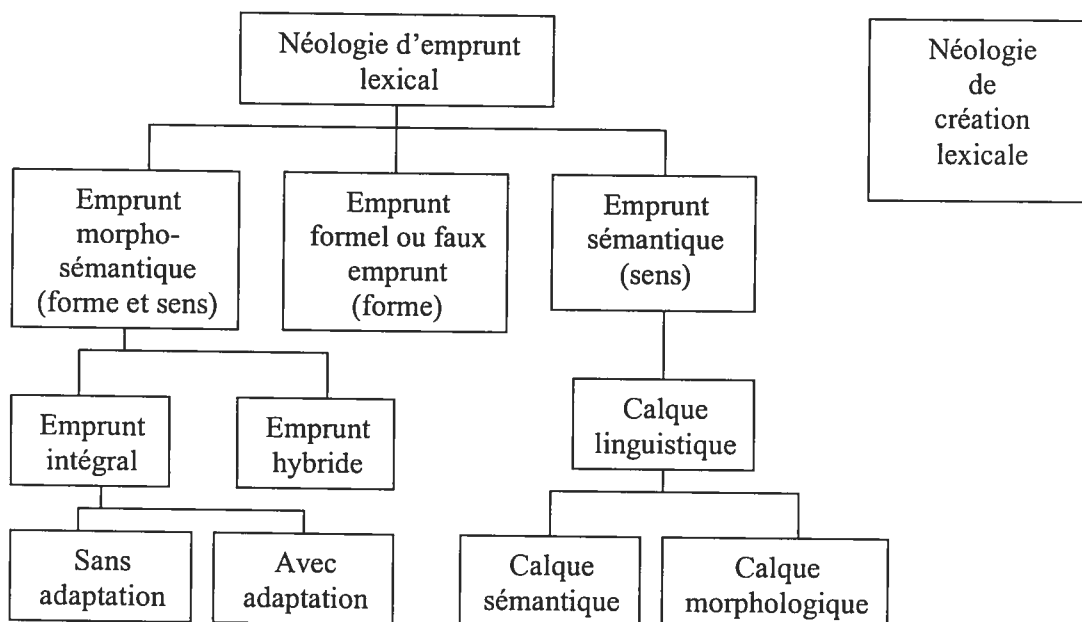 Néologie d'emprunt
lexical
Néologie
de
création
lexicale
Emprunt
morpho-
sémantique
(forme et sens)
Emprunt
formel ou faux
emprunt
(forme)
Emprunt
sémantique
(sens)
Emprunt
intégral
Emprunt
hybride
Calque
linguistique
Sans
adaptation
Avec
adaptation
Calque
sémantique
Calque
morphologique